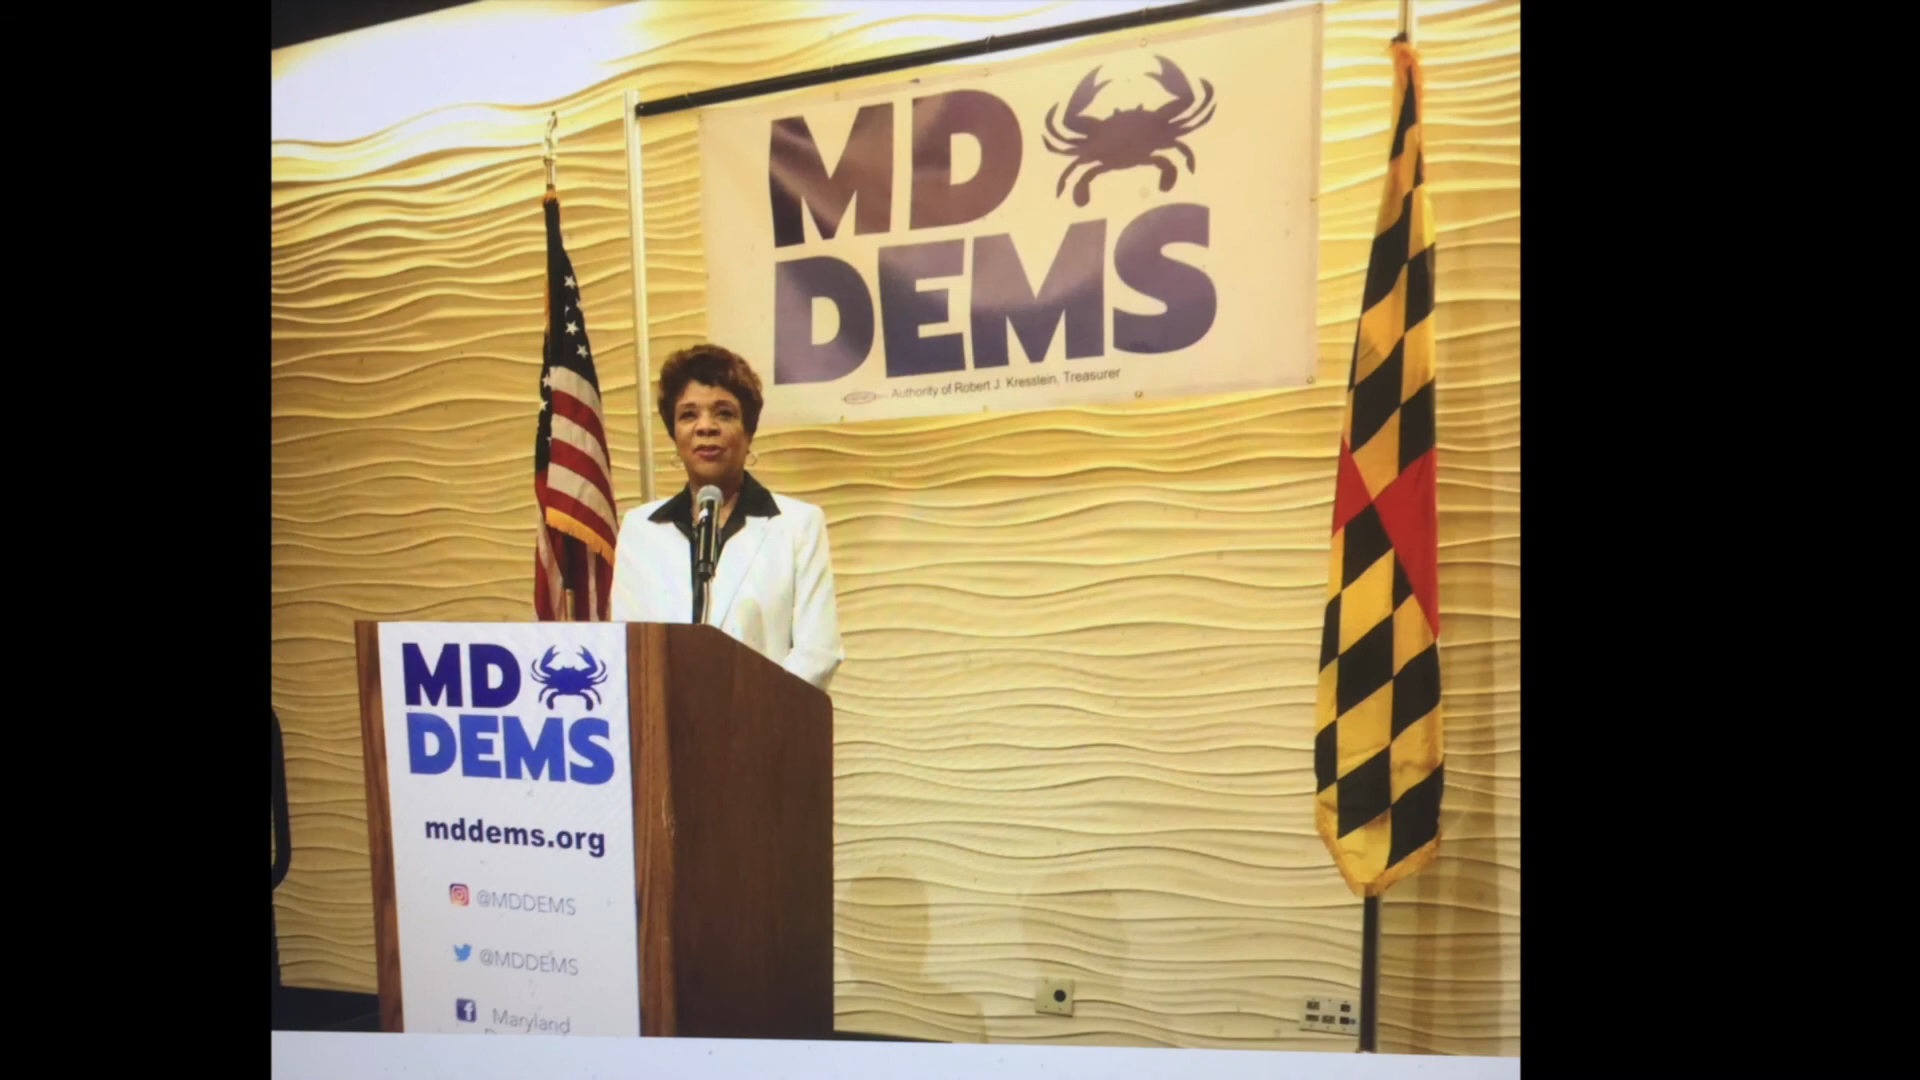 MD
DEMS
Authority of Robert J. Kresslein, Treasurer
MD
DEMS
mddems.org
@MDDEMS
@MDDEMS
Maryland